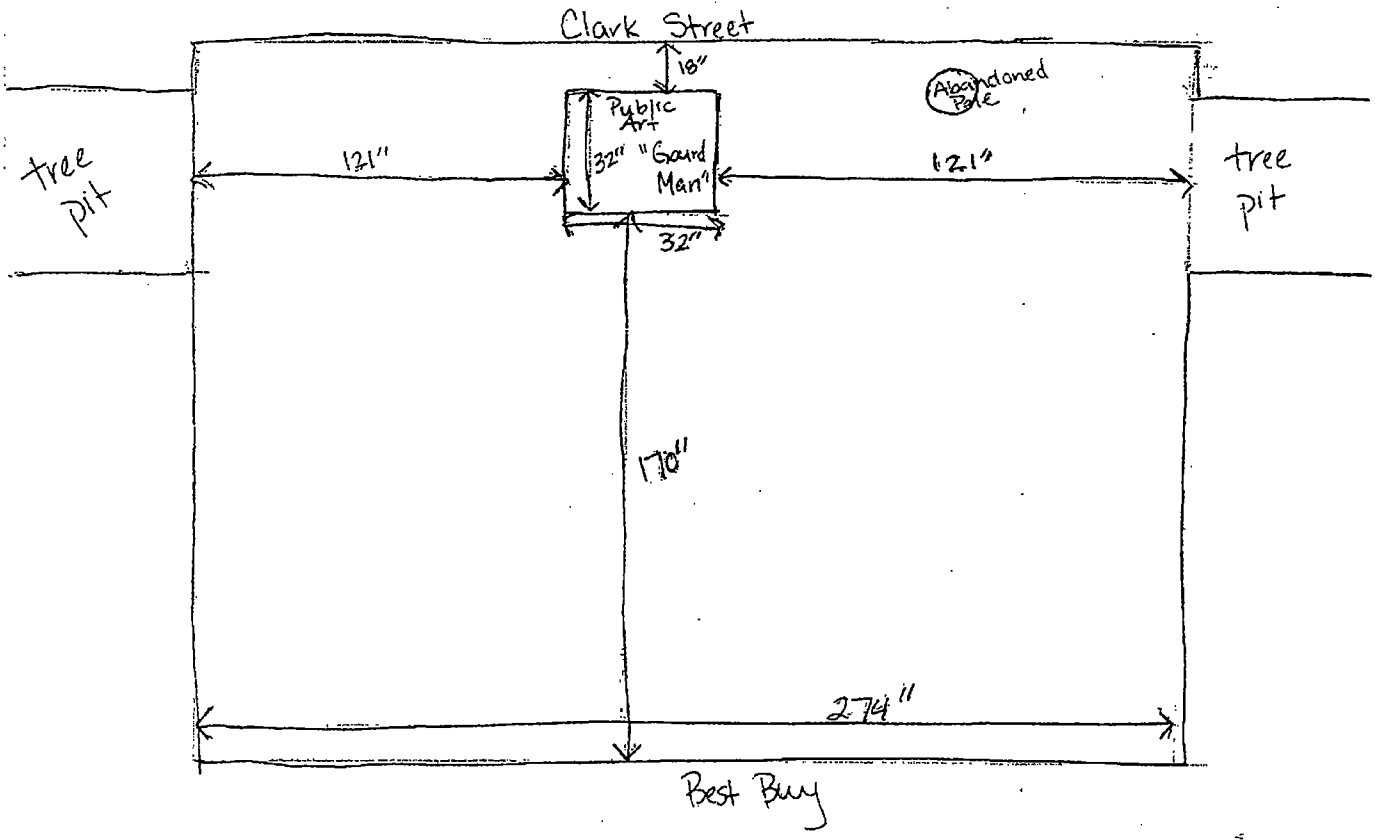 Clark Street
18"
Abandoned
Pole
Public
Art
32" "Gourd
Man"
121"
121"
tree
pit
tree
pit
32"
170"
274"
Best Buy